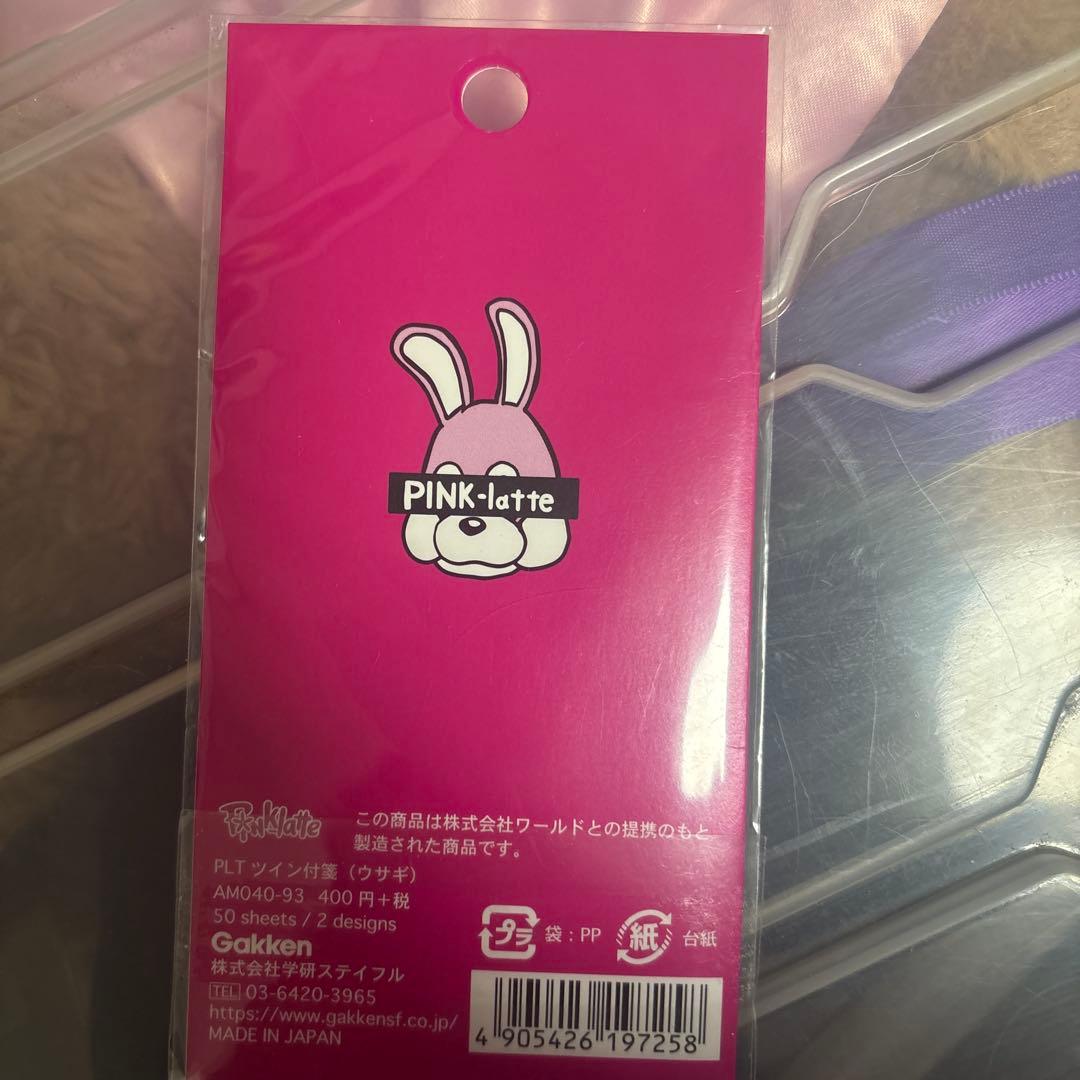 PINK-latte
Pinklatte
この商品は株式会社ワールドとの提携のもと
製造された商品です。
PLT ツイン付箋（ウサギ）
AM040-93 400円＋税
50 sheets / 2 designs
プラ 袋：PP 紙 台紙
Gakken
株式会社学研ステイフル
TEL 03-6420-3965
https://www.gakkensf.co.jp/
MADE IN JAPAN
4 905426 197258